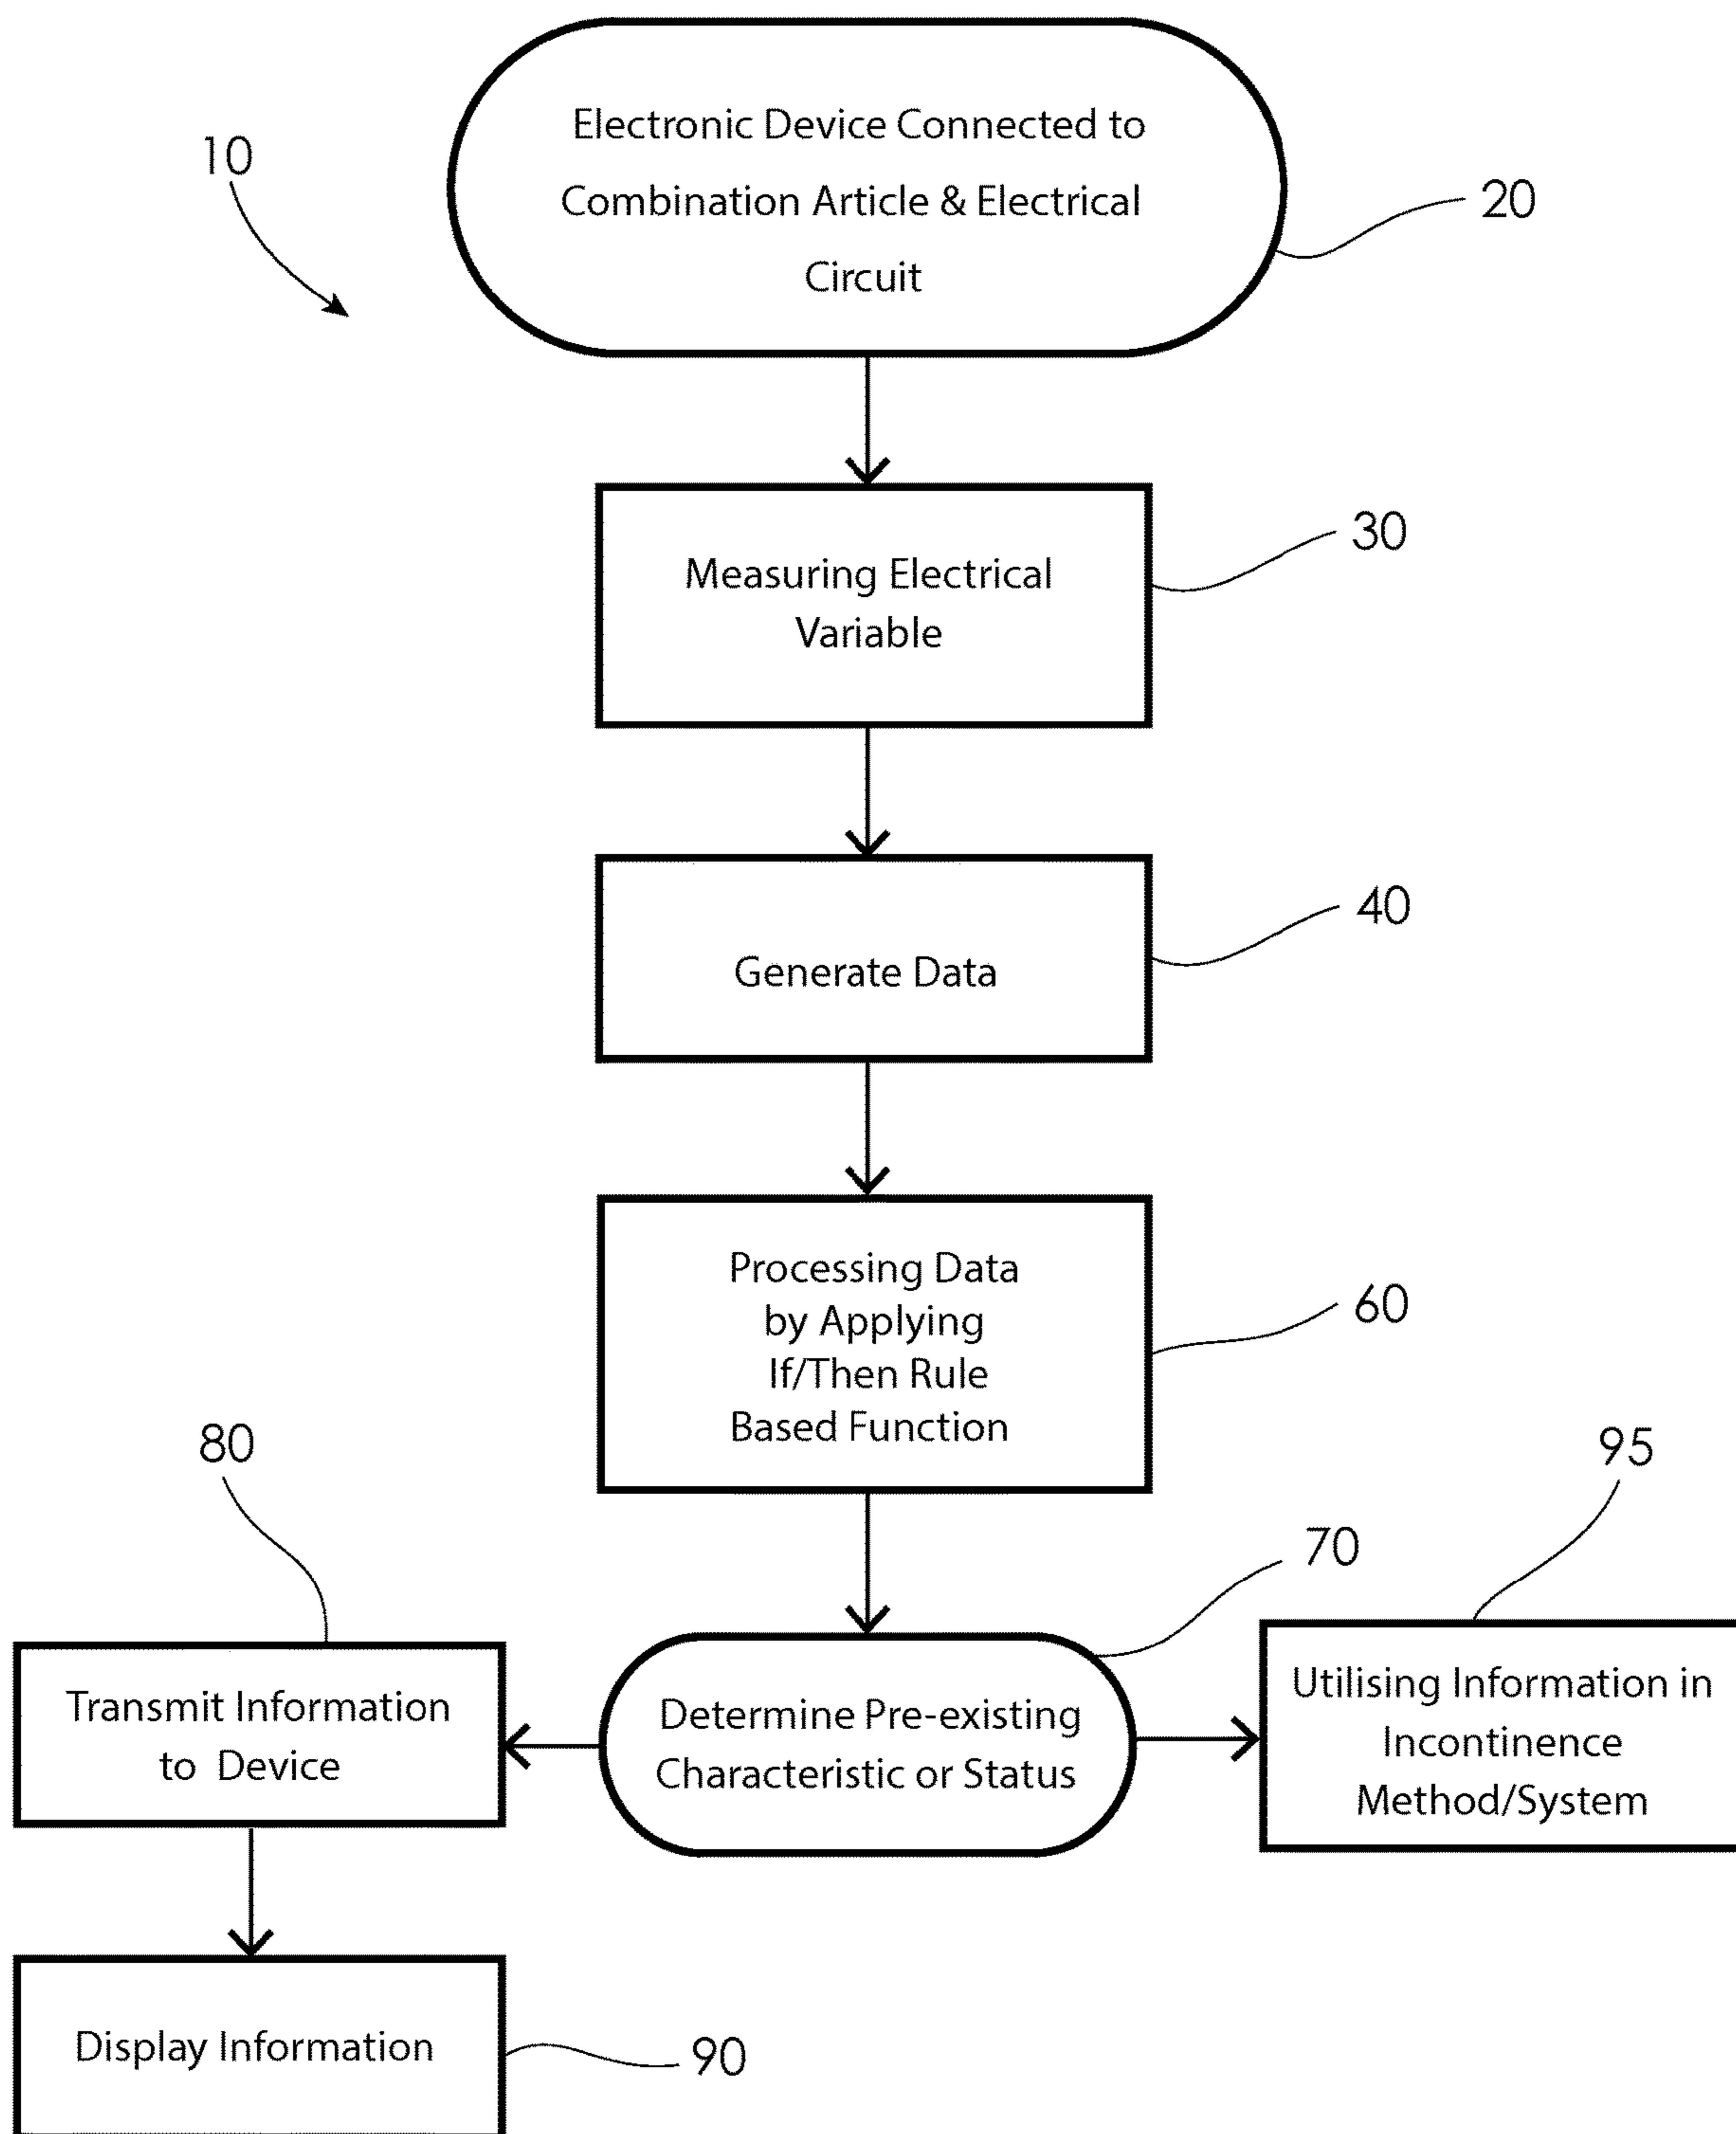 10
Electronic Device Connected to
Combination Article & Electrical
Circuit
20
Measuring Electrical
Variable
30
Generate Data
40
Processing Data
by Applying
If/Then Rule
Based Function
60
80
Transmit Information
to Device
70
Determine Pre-existing
Characteristic or Status
95
Utilising Information in
Incontinence
Method/System
Display Information
90